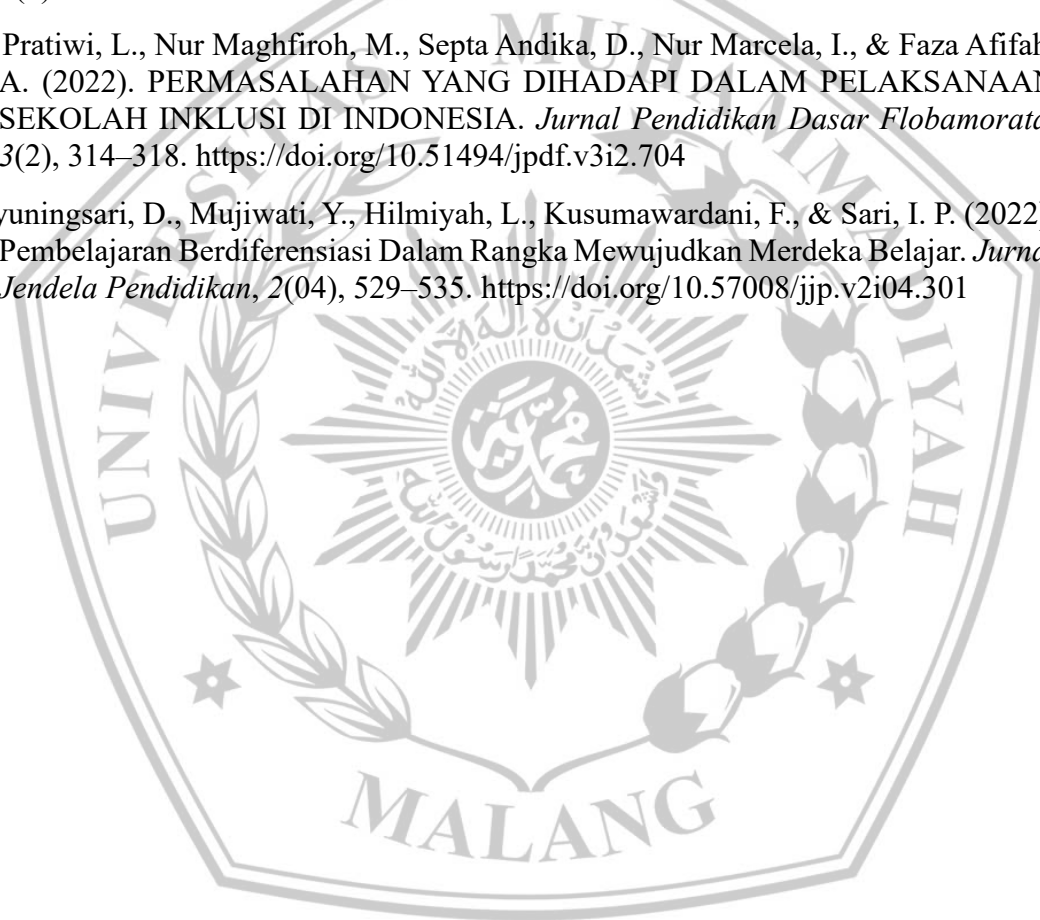 Pratiwi, L., Nur Maghfiroh, M., Septa Andika, D., Nur Marcela, I., & Faza Afifah
A. (2022). PERMASALAHAN YANG DIHADAPI DALAM PELAKSANAAN
SEKOLAH INKLUSI DI INDONESIA. Jurnal Pendidikan Dasar Flobamorata
3(2), 314–318. https://doi.org/10.51494/jpdf.v3i2.704
yuningsari, D., Mujiwati, Y., Hilmiyah, L., Kusumawardani, F., & Sari, I. P. (2022)
Pembelajaran Berdiferensiasi Dalam Rangka Mewujudkan Merdeka Belajar. Jurna
Jendela Pendidikan, 2(04), 529–535. https://doi.org/10.57008/jjp.v2i04.301
UNIVERSITAS MUHAMMADIYAH
MALANG